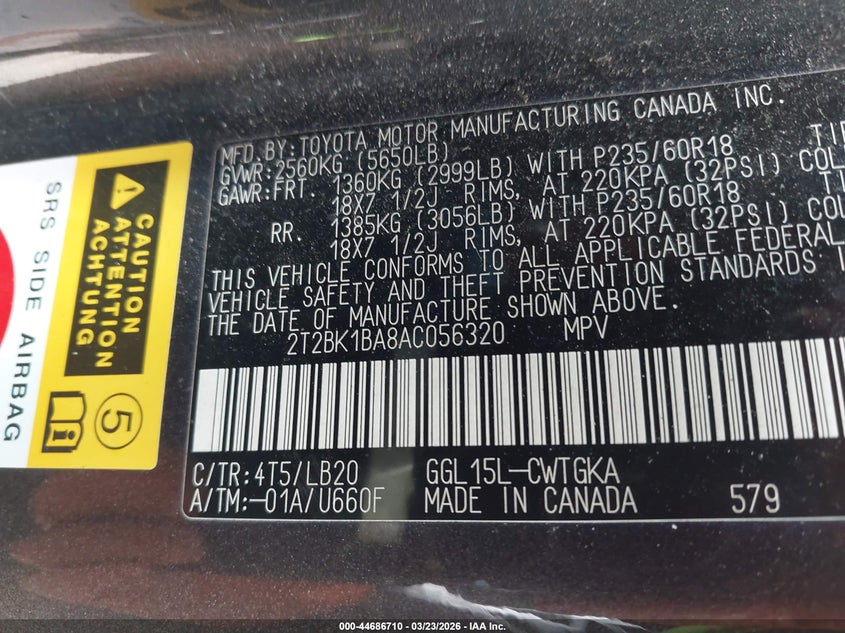 MFD.BY:TOYOTA MOTOR MANUFACTURING CANADA INC.
GVWR:2560KG (5650LB)
GAWR:FRT. 1360KG (2999LB) WITH P235/60R18
18X7 1/2J RIMS, AT 220KPA (32PSI)
RR. 1385KG (3056LB) WITH P235/60R18
18X7 1/2J RIMS, AT 220KPA (32PSI)
THIS VEHICLE CONFORMS TO ALL APPLICABLE FEDERAL
VEHICLE SAFETY AND THEFT PREVENTION STANDARDS
THE DATE OF MANUFACTURE SHOWN ABOVE.
2T2BK1BA8AC056320 MPV
C/TR:4T5/LB20 GGL15L-CWTGKA
A/TM:-01A/U660F MADE IN CANADA 579
SRS SIDE AIRBAG
CAUTION
ATTENTION
ACHTUNG
5
000-44686710 - 03/23/2026 - IAA Inc.